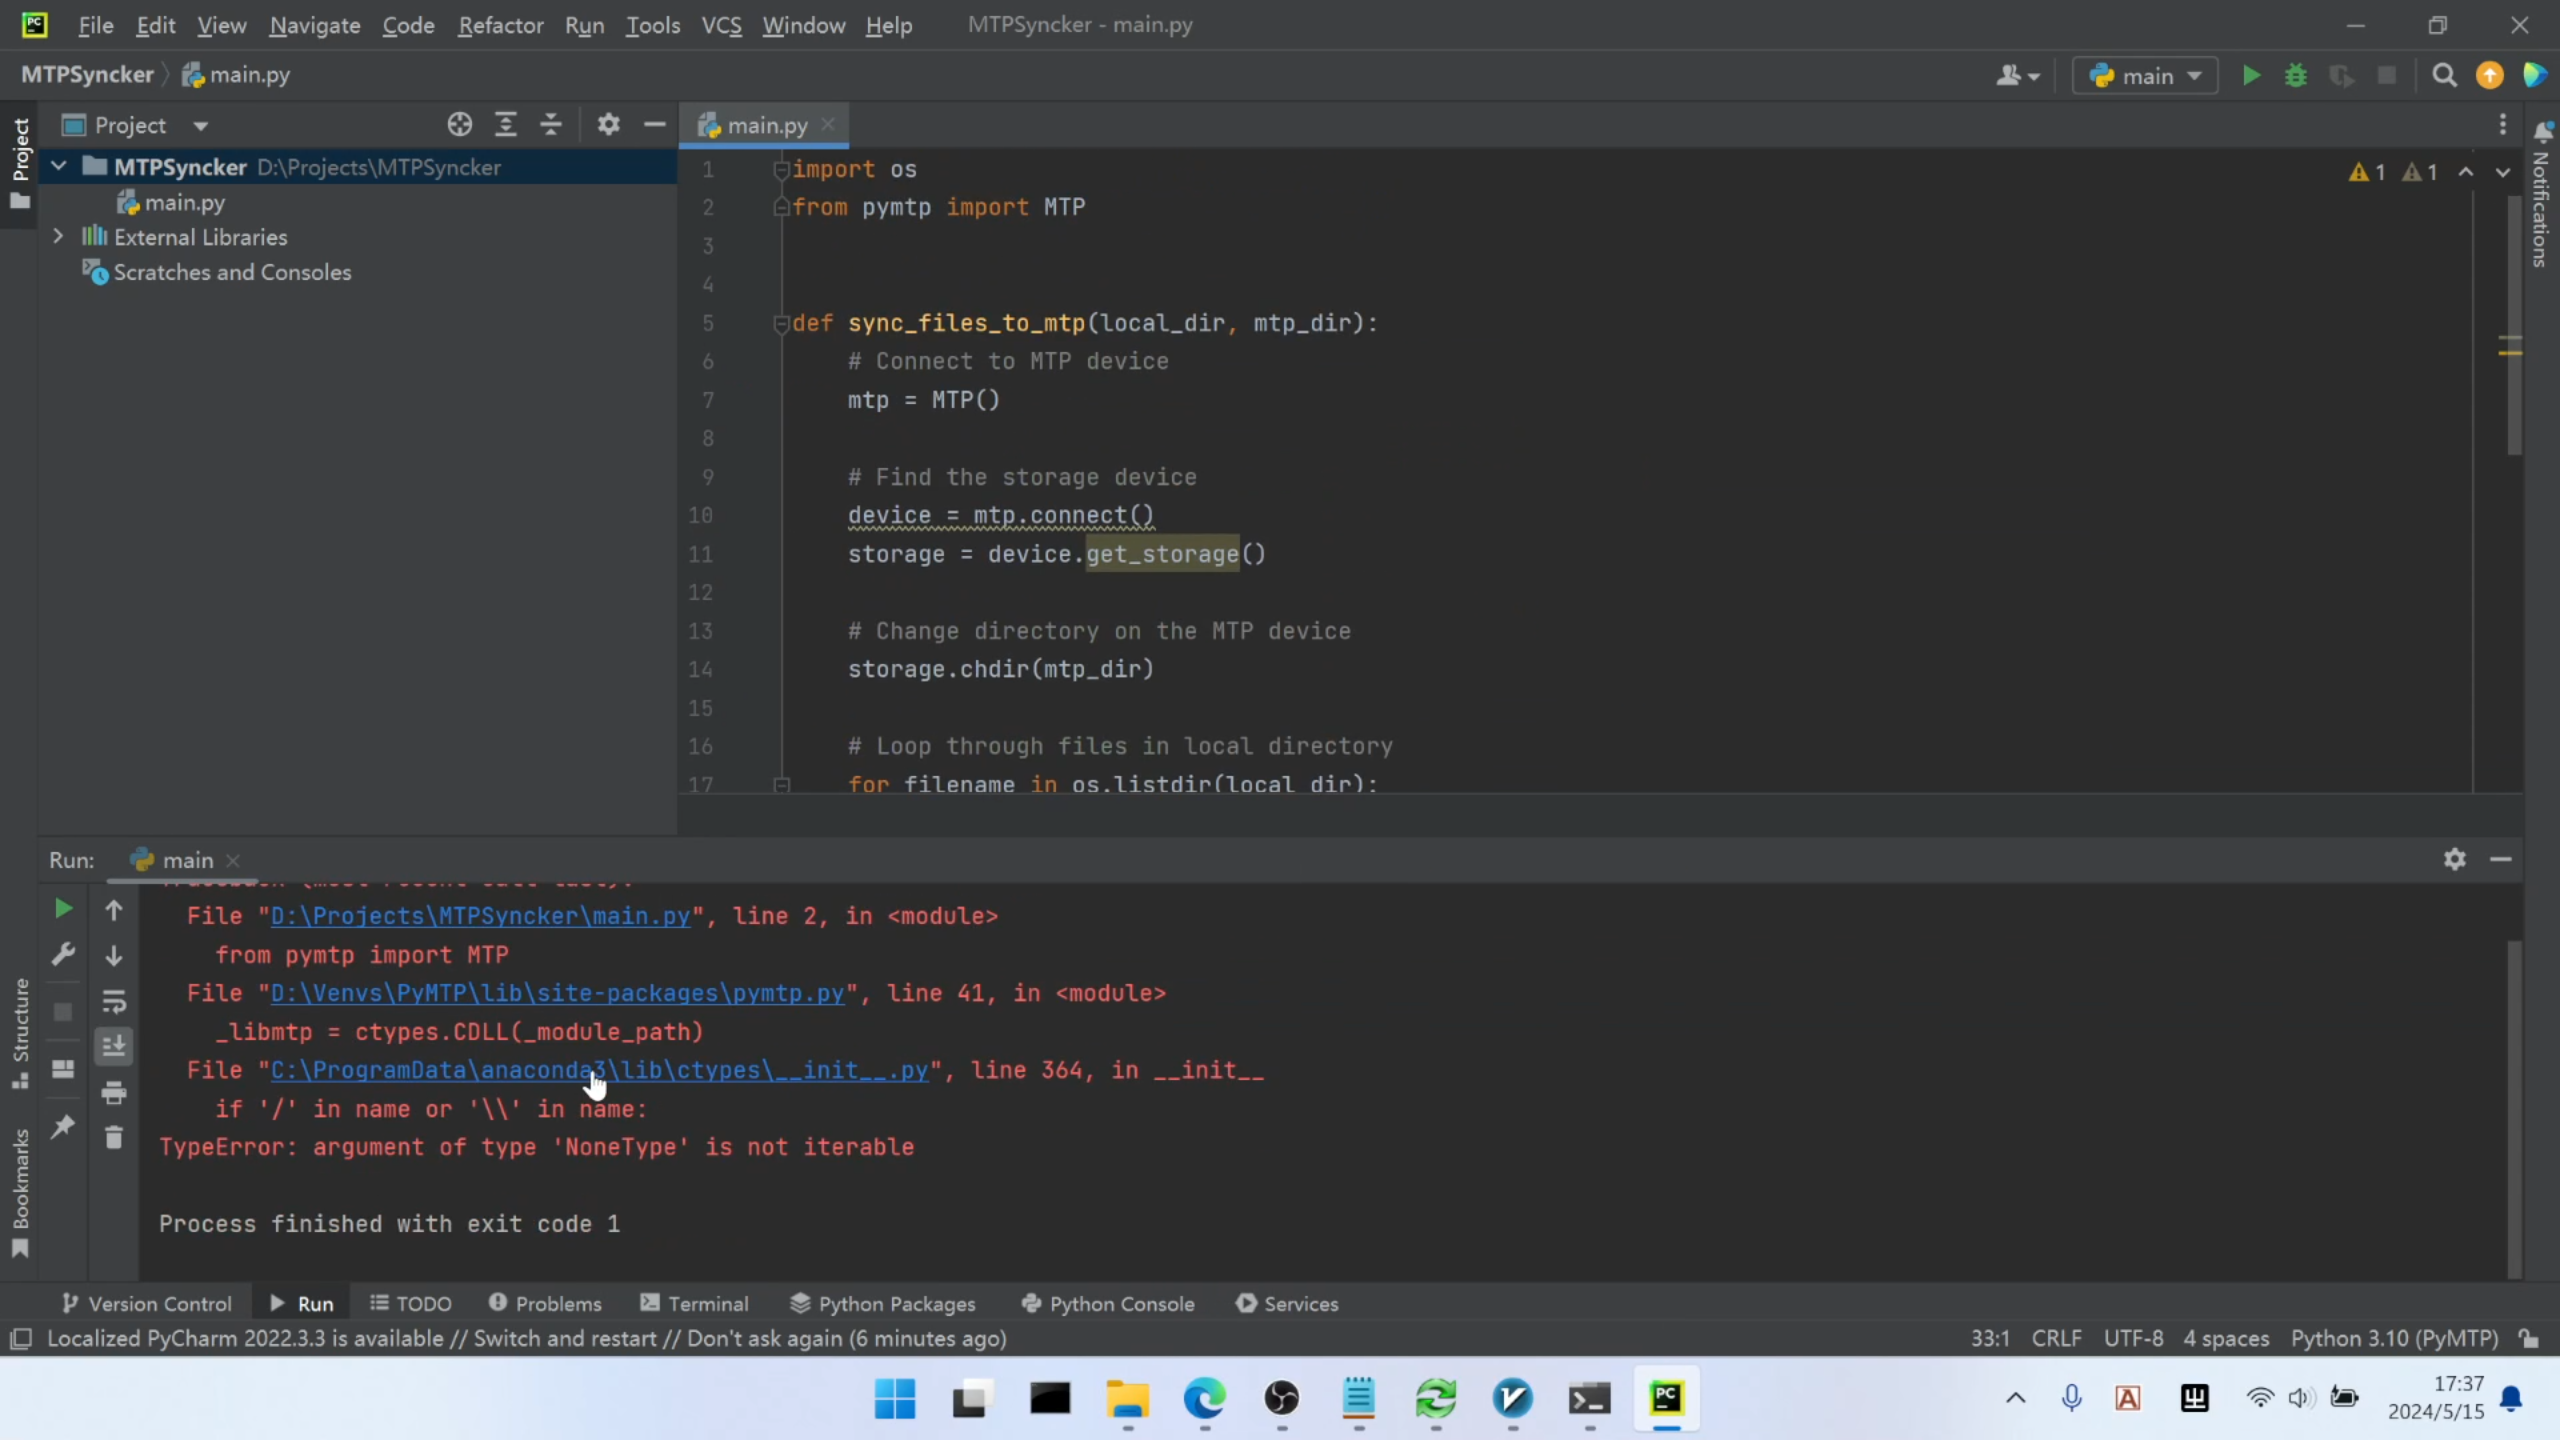 File Edit View Navigate Code Refactor Run Tools VCS Window Help MTPSyncker - main.py
MTPSyncker main.py main
Project
Project
MTPSyncker D:\Projects\MTPSyncker
main.py
External Libraries
Scratches and Consoles
main.py
1 1
Notifications
1 import os
2 from pymtp import MTP
3
4
5 def sync_files_to_mtp(local_dir, mtp_dir):
6 # Connect to MTP device
7 mtp = MTP()
8
9 # Find the storage device
10 device = mtp.connect()
11 storage = device.get_storage()
12
13 # Change directory on the MTP device
14 storage.chdir(mtp_dir)
15
16 # Loop through files in local directory
17 for filename in os.listdir(local_dir):
Run: main
Structure
Bookmarks
Traceback (most recent call last):
File "D:\Projects\MTPSyncker\main.py", line 2, in <module>
from pymtp import MTP
File "D:\Venvs\PyMTP\lib\site-packages\pymtp.py", line 41, in <module>
_libmtp = ctypes.CDLL(_module_path)
File "C:\ProgramData\anaconda3\lib\ctypes\__init__.py", line 364, in __init__
if '/' in name or '\\' in name:
TypeError: argument of type 'NoneType' is not iterable
Process finished with exit code 1
Version Control Run TODO Problems Terminal Python Packages Python Console Services
Localized PyCharm 2022.3.3 is available // Switch and restart // Don't ask again (6 minutes ago) 33:1 CRLF UTF-8 4 spaces Python 3.10 (PyMTP)
PC
A
17:37
2024/5/15